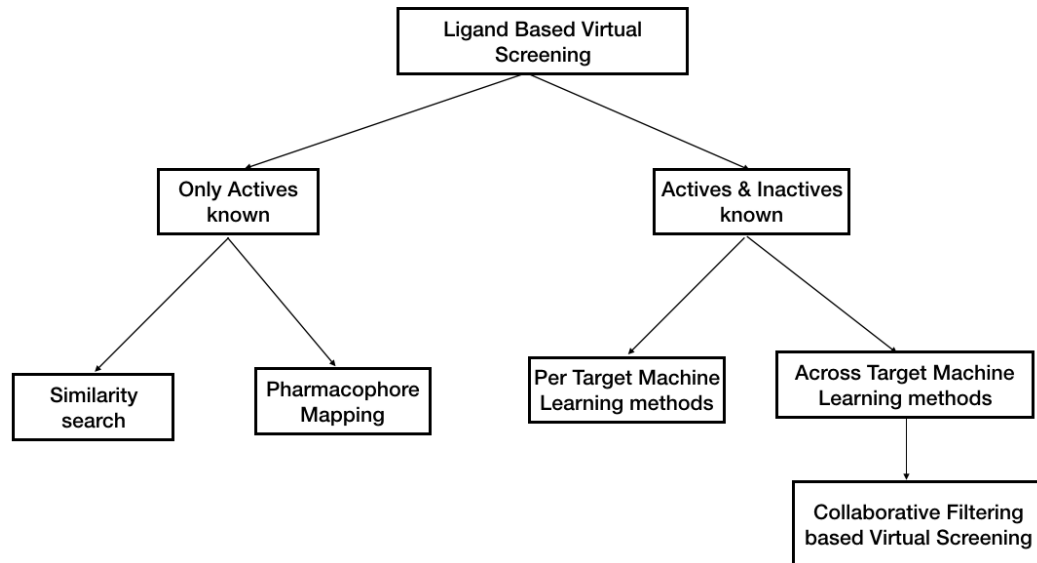 Ligand Based Virtual
Screening
Only Actives
known
Actives & Inactives
known
Similarity
search
Pharmacophore
Mapping
Per Target Machine
Learning methods
Across Target Machine
Learning methods
Collaborative Filtering
based Virtual Screening